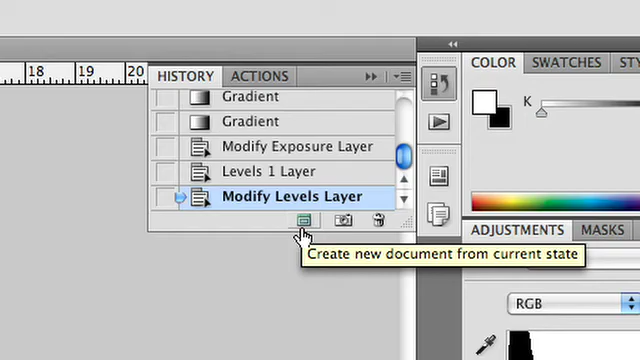 18 19 20
HISTORY ACTIONS
Gradient
Gradient
Modify Exposure Layer
Levels 1 Layer
Modify Levels Layer
Create new document from current state
COLOR SWATCHES STY
K
ADJUSTMENTS MASKS
RGB